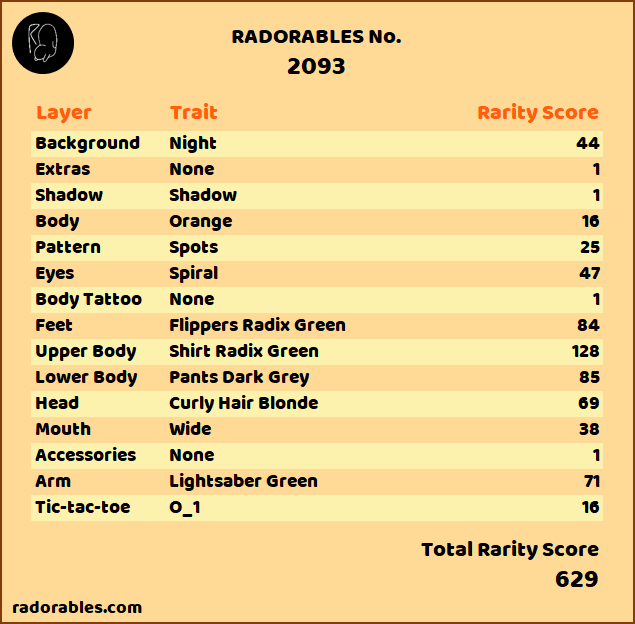 RADORABLES No.
2093
Layer Trait Rarity Score
Background Night 44
Extras None 1
Shadow Shadow 1
Body Orange 16
Pattern Spots 25
Eyes Spiral 47
Body Tattoo None 1
Feet Flippers Radix Green 84
Upper Body Shirt Radix Green 128
Lower Body Pants Dark Grey 85
Head Curly Hair Blonde 69
Mouth Wide 38
Accessories None 1
Arm Lightsaber Green 71
Tic-tac-toe O_1 16
Total Rarity Score
629
radorables.com